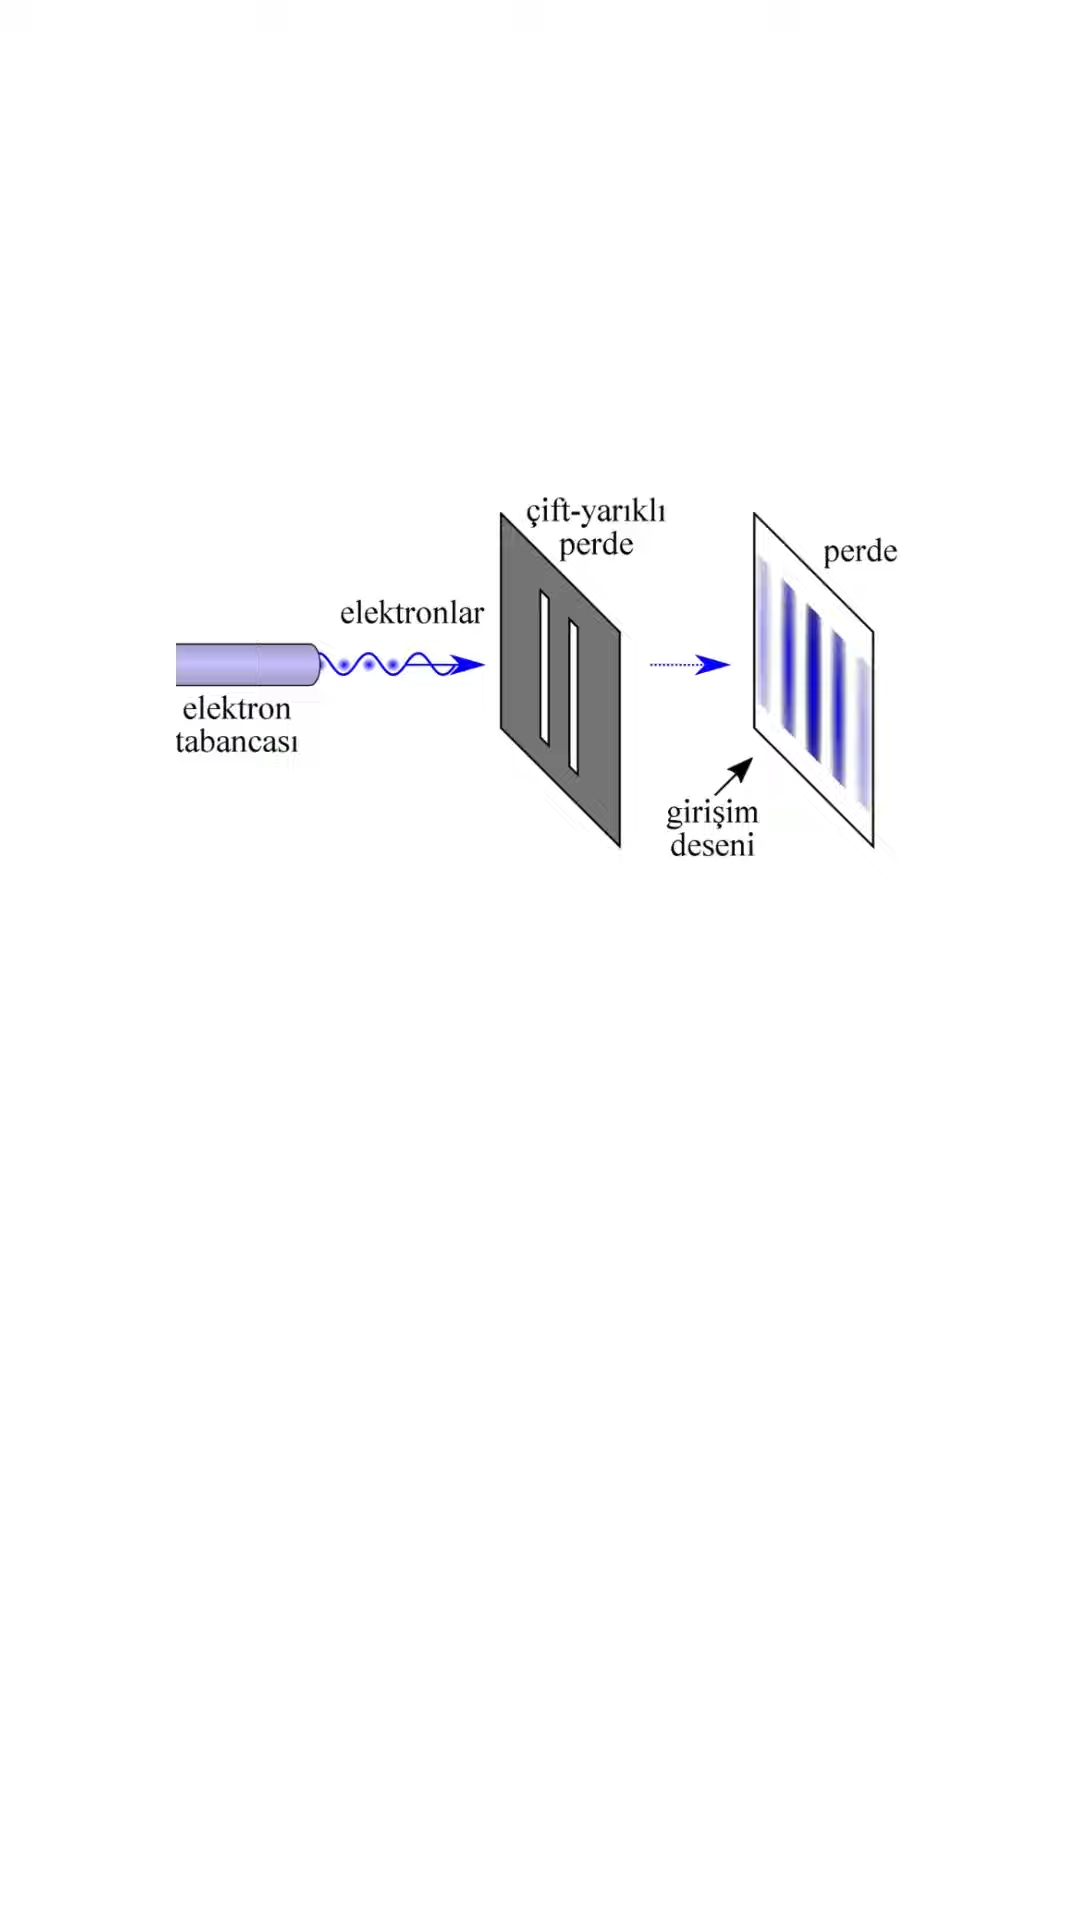 çift-yarıklı
perde
perde
elektronlar
elektron
tabancası
girişim
deseni